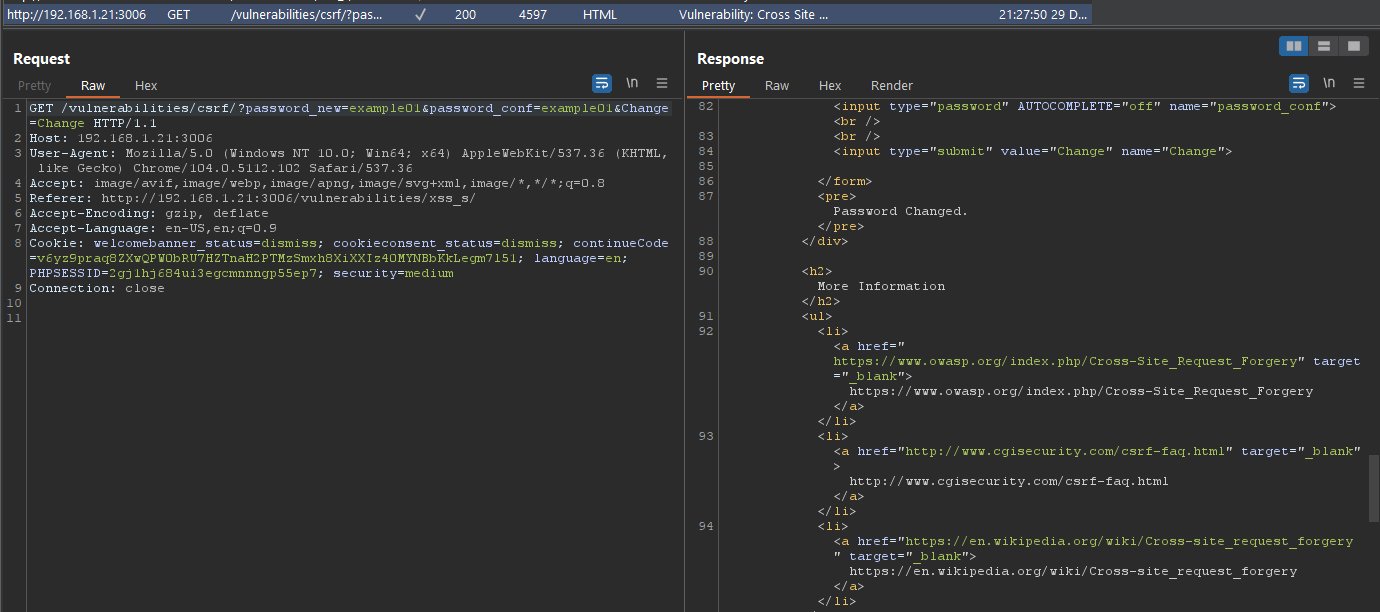 http://192.168.1.21:3006 GET /vulnerabilities/csrf/?pas... ✓ 200 4597 HTML Vulnerability: Cross Site ... 21:27:50 29 D...
Request
Pretty Raw Hex
\n
1 GET /vulnerabilities/csrf/?password_new=example01&password_conf=example01&Change
=Change HTTP/1.1
2 Host: 192.168.1.21:3006
3 User-Agent: Mozilla/5.0 (Windows NT 10.0; Win64; x64) AppleWebKit/537.36 (KHTML,
like Gecko) Chrome/104.0.5112.102 Safari/537.36
4 Accept: image/avif,image/webp,image/apng,image/svg+xml,image/*,*/*;q=0.8
5 Referer: http://192.168.1.21:3006/vulnerabilities/xss_s/
6 Accept-Encoding: gzip, deflate
7 Accept-Language: en-US,en;q=0.9
8 Cookie: welcomebanner_status=dismiss; cookieconsent_status=dismiss; continueCode
language=en;
security=medium
9 Connection: close
10
11
Response
Pretty Raw Hex Render
\n
82 <input type="password" AUTOCOMPLETE="off" name="password_conf">
<br />
83 <br />
84 <input type="submit" value="Change" name="Change">
85
86 </form>
87 <pre>
Password Changed.
</pre>
88 </div>
89
90 <h2>
More Information
</h2>
91 <ul>
92 <li>
<a href="
https://www.owasp.org/index.php/Cross-Site_Request_Forgery" target
="_blank">
https://www.owasp.org/index.php/Cross-Site_Request_Forgery
</a>
</li>
93 <li>
<a href="http://www.cgisecurity.com/csrf-faq.html" target="_blank"
>
http://www.cgisecurity.com/csrf-faq.html
</a>
</li>
94 <li>
<a href="https://en.wikipedia.org/wiki/Cross-site_request_forgery
" target="_blank">
https://en.wikipedia.org/wiki/Cross-site_request_forgery
</a>
</li>